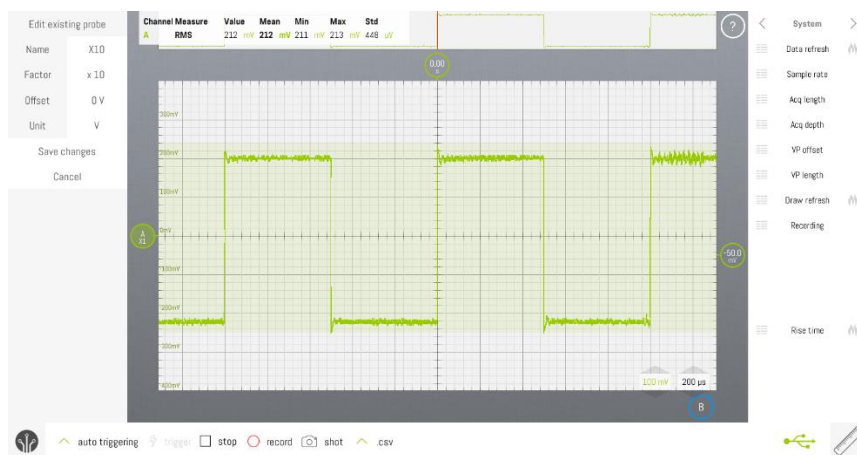 Edit existing probe
Name X10
Factor x 10
Offset 0 V
Unit V
Save changes
Cancel
Channel Measure Value Mean Min Max Std
A RMS 212 mV 212 mV 211 mV 213 mV 448 µV
?
0.00
s
300mV
200mV
100mV
0mV
-100mV
-200mV
-300mV
-400mV
A
X1
-50.0
mV
100 mV 200 µs
B
System
Data refresh
Sample rate
Acq length
Acq depth
VP offset
VP length
Draw refresh
Recording
Rise time
auto triggering trigger stop record shot .csv